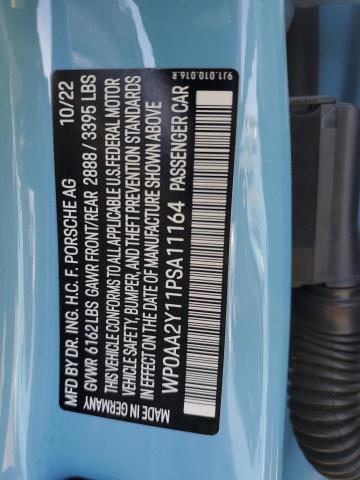 9J1.010.016.R
MFD BY DR. ING. H.C. F. PORSCHE AG 10/22
GVWR 6162 LBS GAWR FRONT/REAR 2888 / 3395 LBS
THIS VEHICLE CONFORMS TO ALL APPLICABLE U.S. FEDERAL MOTOR
VEHICLE SAFETY, BUMPER, AND THEFT PREVENTION STANDARDS
IN EFFECT ON THE DATE OF MANUFACTURE SHOWN ABOVE
WP0AA2Y11PSA11164 PASSENGER CAR
MADE IN GERMANY